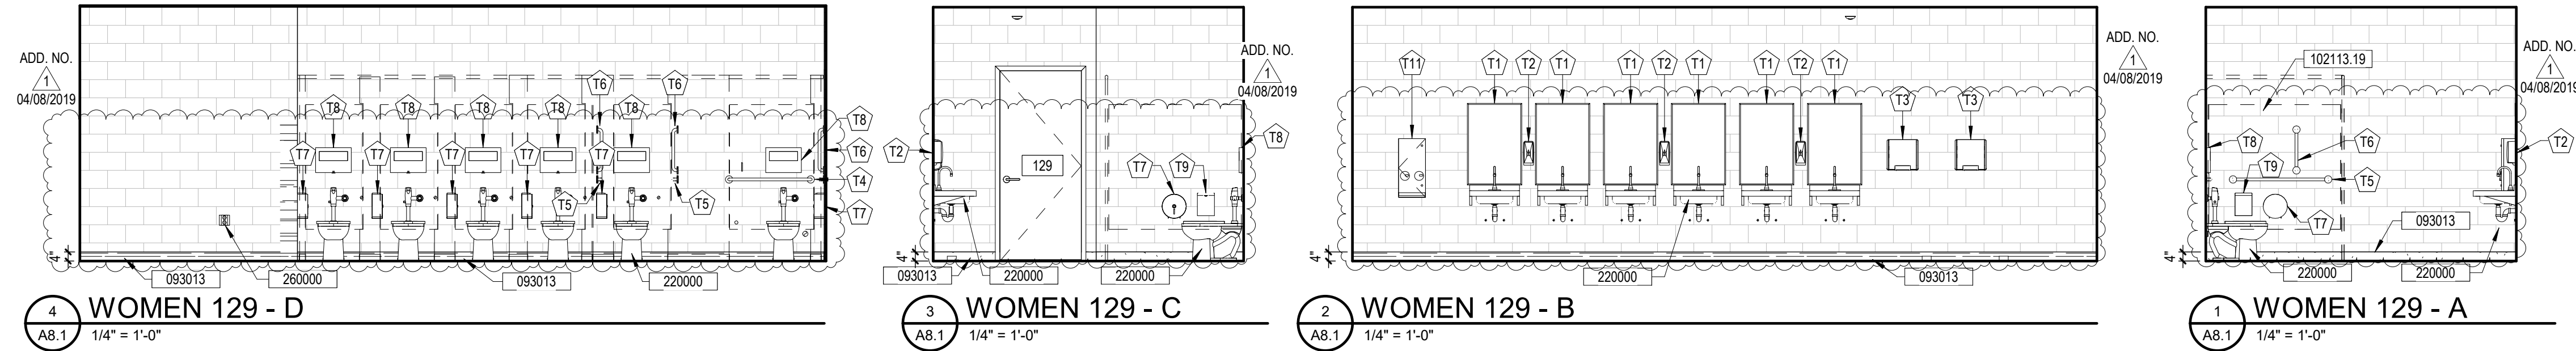 ADD. NO.
1
04/08/2019
T6
T6
T8
T8
T8
T8
T8
T8
T7
T7
T7
T7
T7
T6
T4
T5
T5
T7
4"
093013
260000
093013
220000
4
A8.1
WOMEN 129 - D
1/4" = 1'-0"
ADD. NO.
1
04/08/2019
T8
T2
129
T7
T9
4"
093013
220000
220000
3
A8.1
WOMEN 129 - C
1/4" = 1'-0"
T11
T1
T2
T1
T1
T2
T1
T1
T2
T1
T3
T3
ADD. NO.
1
04/08/2019
4"
220000
093013
2
A8.1
WOMEN 129 - B
1/4" = 1'-0"
102113.19
ADD. NO.
1
04/08/2019
T8
T6
T2
T9
T5
T7
093013
4"
220000
220000
1
A8.1
WOMEN 129 - A
1/4" = 1'-0"